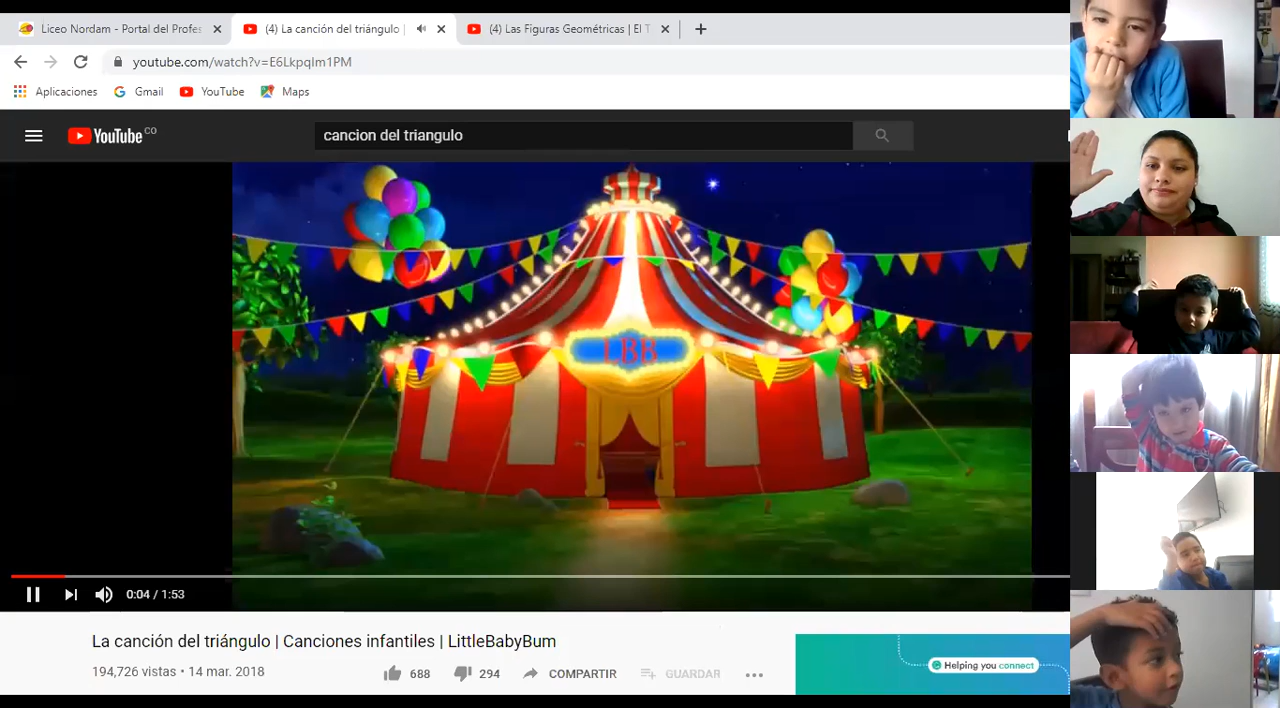 Liceo Nordam - Portal del Profes
(4) La canción del triángulo |
(4) Las Figuras Geométricas | El T
youtube.com/watch?v=E6LkpqIm1PM
Aplicaciones
Gmail
YouTube
Maps
YouTube CO
cancion del triangulo
LBB
0:04 / 1:53
La canción del triángulo | Canciones infantiles | LittleBabyBum
194,726 vistas • 14 mar. 2018
688
294
COMPARTIR
GUARDAR
Helping you connect